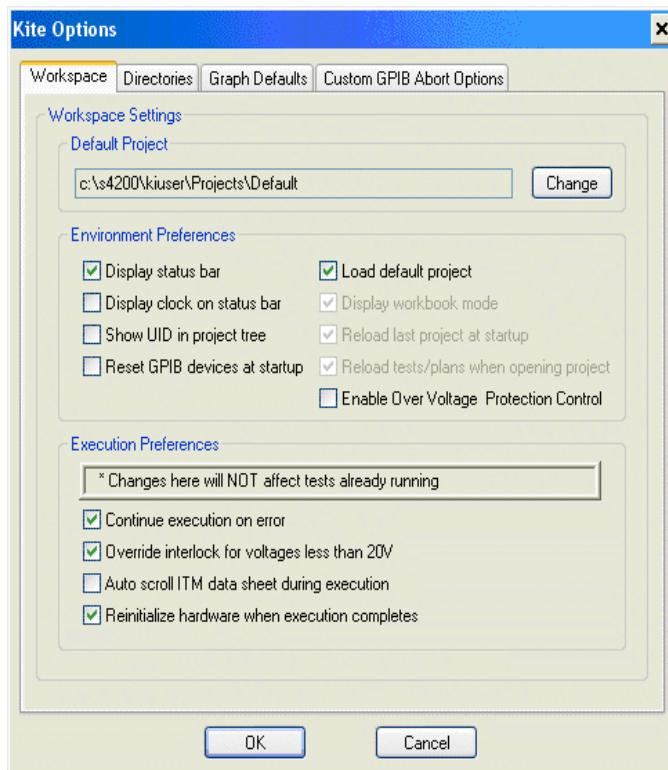 Kite Options
Workspace Directories Graph Defaults Custom GPIB Abort Options
Workspace Settings
Default Project
c:\s4200\kiuser\Projects\Default Change
Environment Preferences
Display status bar Load default project
Display clock on status bar Display workbook mode
Show UID in project tree Reload last project at startup
Reset GPIB devices at startup Reload tests/plans when opening project
Enable Over Voltage Protection Control
Execution Preferences
* Changes here will NOT affect tests already running
Continue execution on error
Override interlock for voltages less than 20V
Auto scroll ITM data sheet during execution
Reinitialize hardware when execution completes
OK Cancel